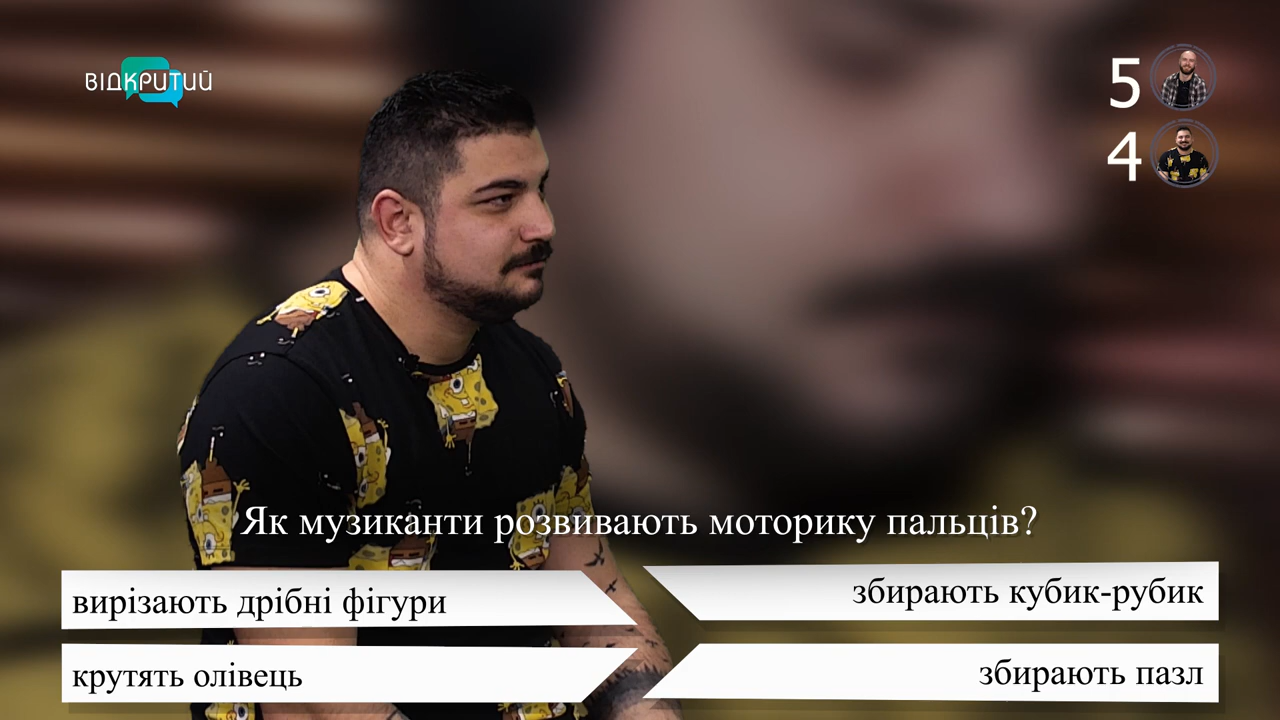 ВІДКРИТИЙ
5
4
Як музиканти розвивають моторику пальців?
вирізають дрібні фігури
збирають кубик-рубик
крутять олівець
збирають пазл